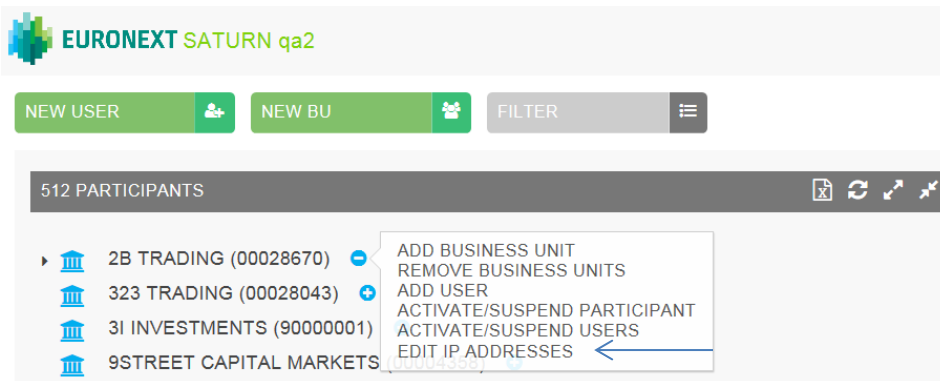 EURONEXT SATURN qa2
NEW USER NEW BU FILTER
512 PARTICIPANTS
2B TRADING (00028670)
323 TRADING (00028043)
3I INVESTMENTS (90000001)
9STREET CAPITAL MARKETS (00004358)
ADD BUSINESS UNIT
REMOVE BUSINESS UNITS
ADD USER
ACTIVATE/SUSPEND PARTICIPANT
ACTIVATE/SUSPEND USERS
EDIT IP ADDRESSES